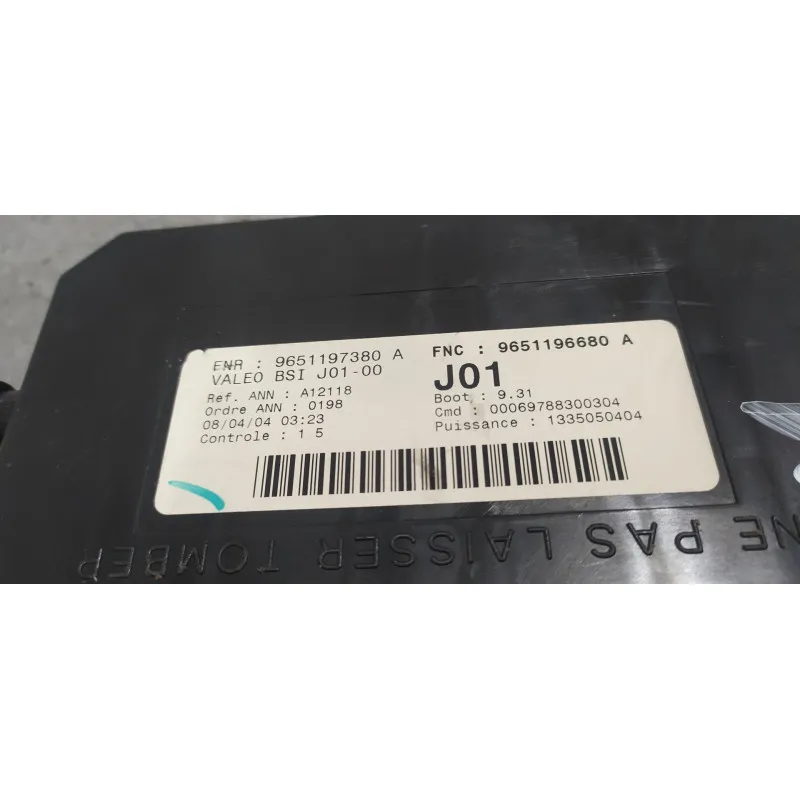 ENR : 9651197380 A
VALEO BSI J01-00
Ref. ANN : A12118
Ordre ANN : 0198
08/04/04 03:23
Controle : 1 5
FNC : 9651196680 A
J01
Boot : 9.31
Cmd : 00069788300304
Puissance : 1335050404
NE PAS LAISSER TOMBER